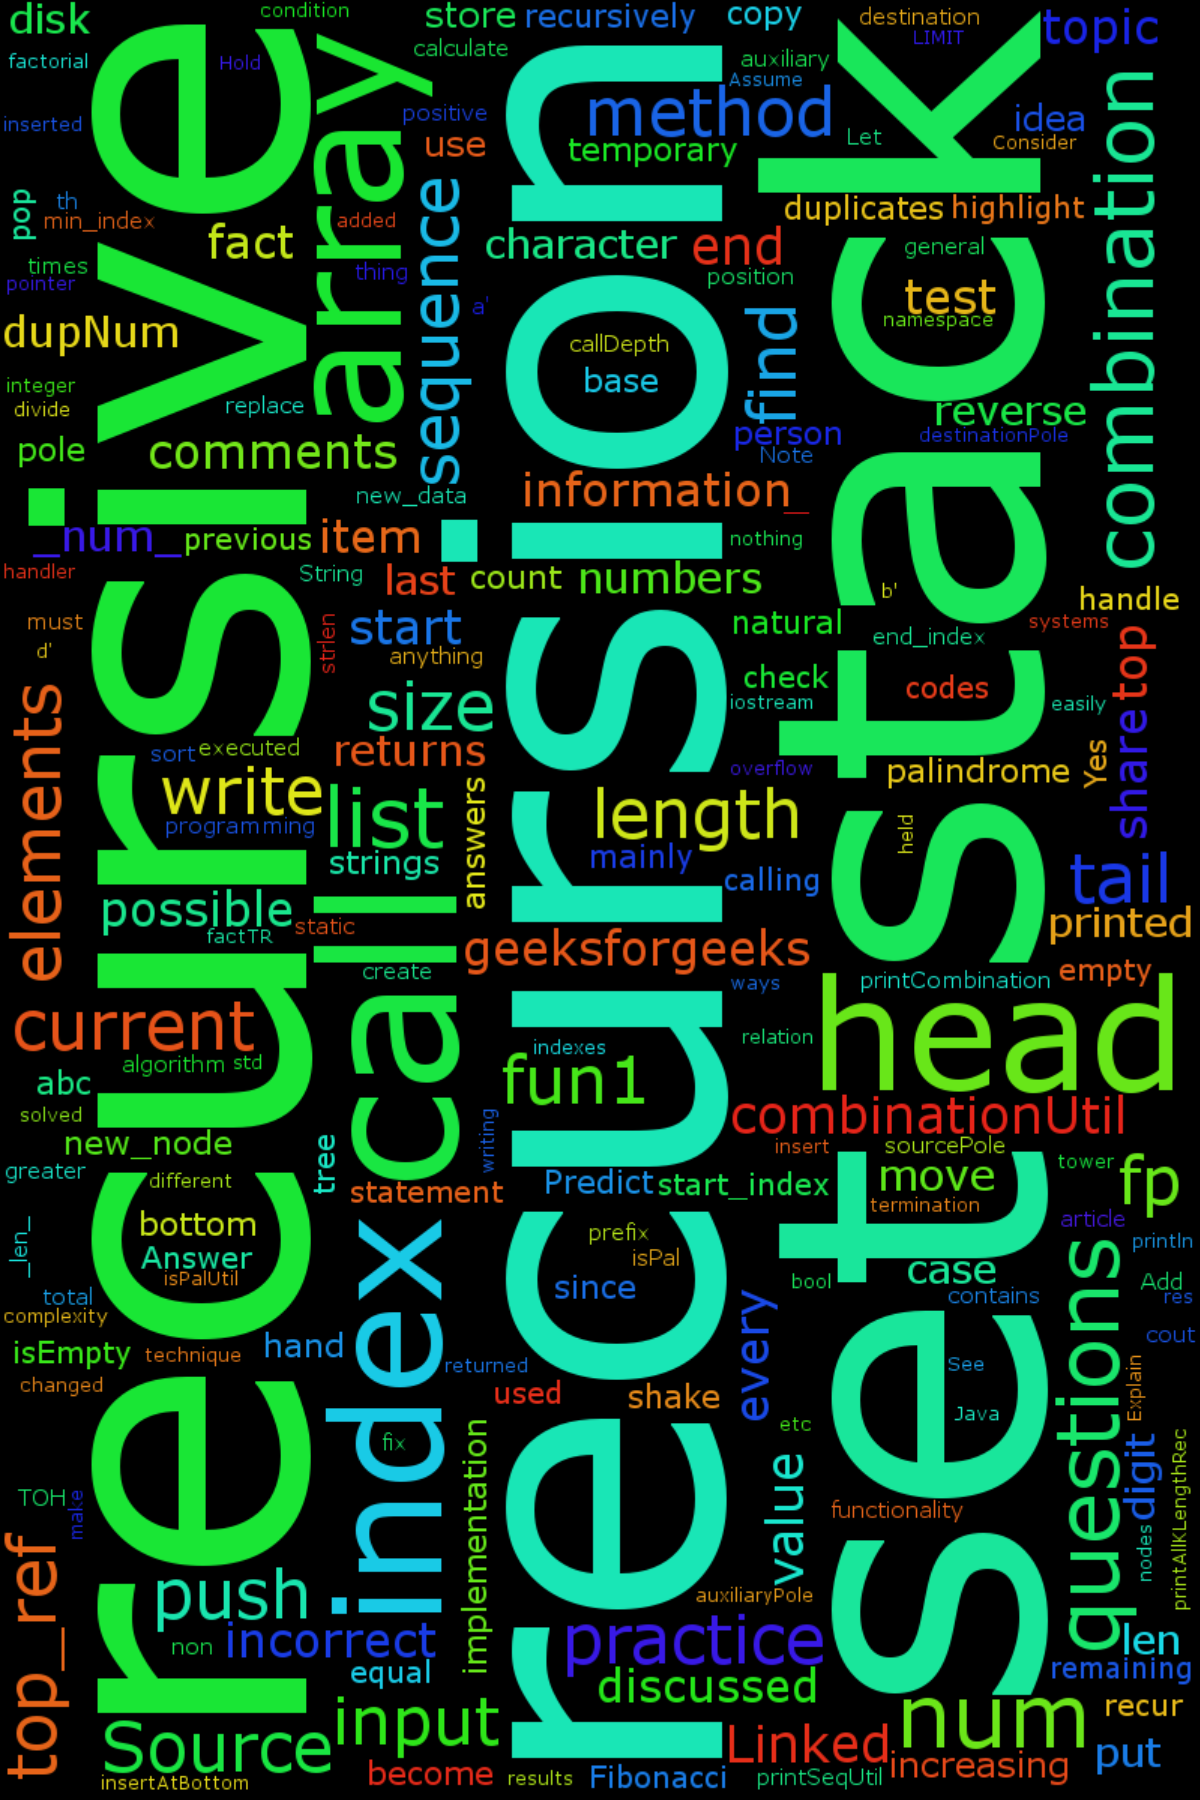 disk
condition
store
recursively
copy
destination
LIMIT
topic
factorial
Hold
calculate
auxiliary
Assume
inserted
positive
method
idea
use
temporary
Let
Consider
pop
th
min_index
fact
added
array
sequence
character
end
duplicates
highlight
combination
times
pointer
thing
a'
position
general
test
namespace
dupNum
callDepth
base
find
integer
divide
replace
reverse
person
destinationPole
Note
pole
comments
new_data
information
_
_num_
previous
item
nothing
handler
String
last
count
numbers
b'
handle
must
d'
strlen
start
anything
natural
end_index
systems
top
size
check
iostream
codes
easily
elements
sort
executed
returns
overflow
palindrome
Yes
share
write
programming
list
strings
answers
length
mainly
calling
held
tail
possible
factTR
static
call
geeksforgeeks
printed
create
ways
printCombination
empty
current
algorithm
std
indexes
fun1
relation
head
abc
solved
new_node
writing
combinationUtil
insert
sourcePole
tower
fp
greater
different
tree
statement
Predict
start_index
move
termination
article
_len_
bottom
Answer
isPalUtil
prefix
isPal
since
bool
case
contains
println
Add
res
total
complexity
isEmpty
technique
hand
index
returned
every
See
cout
changed
used
shake
Java
Explain
questions
TOH
make
fix
implementation
etc
value
functionality
digit
nodes
printAllKLengthRec
top_ref
push
non
incorrect
equal
auxiliaryPole
practice
discussed
len
remaining
Source
input
Linked
num
increasing
recur
put
insertAtBottom
become
results
Fibonacci
printSeqUtil
recursive
recursion
stack
set